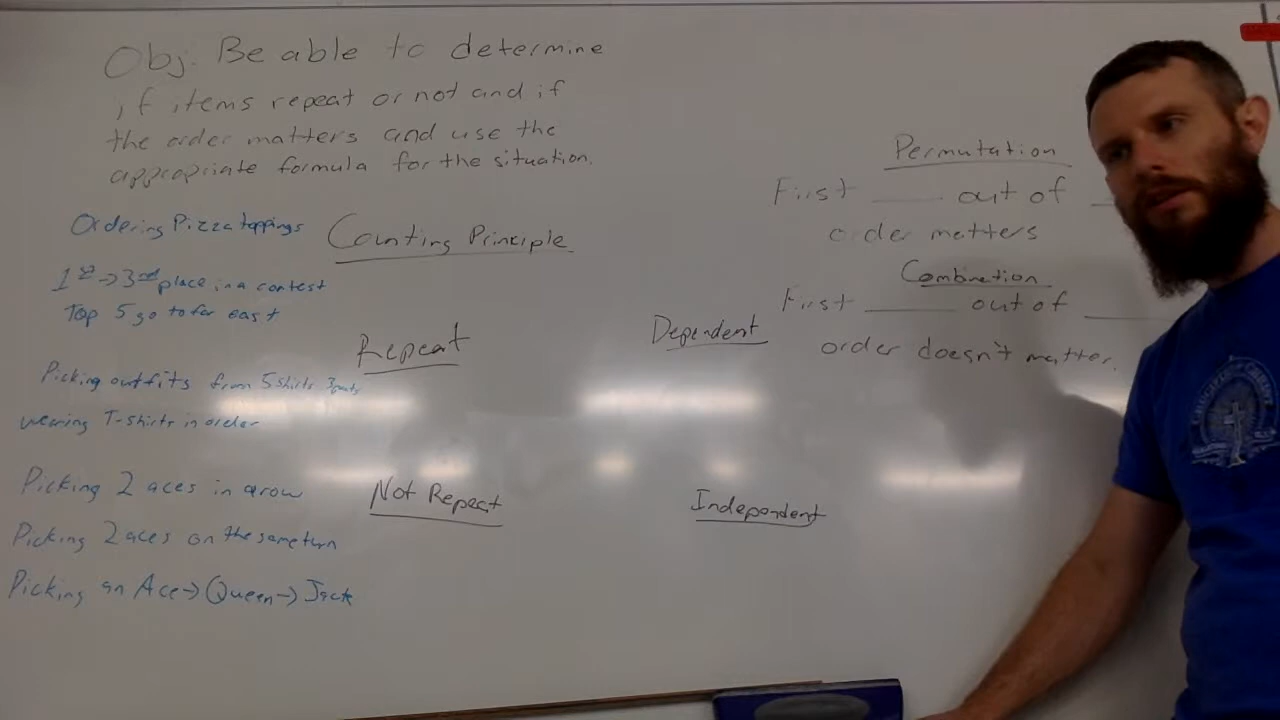 Obj: Be able to determine
if items repeat or not and if
the order matters and use the
appropriate formula for the situation.
Ordering Pizza toppings
Counting Principle
1st → 3rd place in a contest
Top 5 go to far east
Repeat
Picking outfits from 5 shirts 3 pants
wearing T-shirts in order
Picking 2 aces in a row
Not Repeat
Picking 2 aces on the same turn
Picking an Ace → Queen → Jack
Dependent
Independent
Permutation
First ____ out of __
order matters
Combination
First ____ out of ____
order doesn't matter.